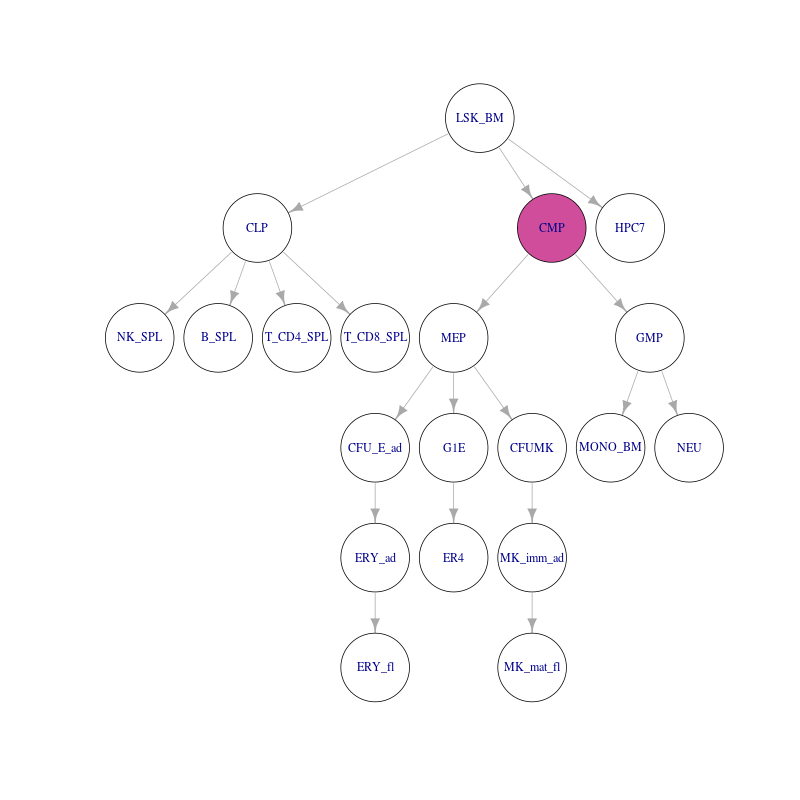 LSK_BM
CLP
CMP
HPC7
NK_SPL
B_SPL
T_CD4_SPL
T_CD8_SPL
MEP
GMP
CFU_E_ad
G1E
CFUMK
MONO_BM
NEU
ERY_ad
ER4
MK_imm_ad
ERY_fl
MK_mat_fl